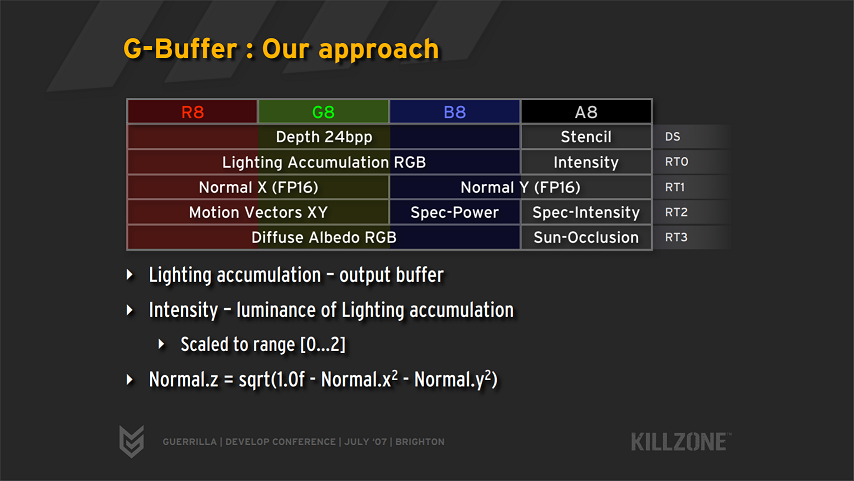 G-Buffer : Our approach
R8 G8 B8 A8
Depth 24bpp Stencil DS
Lighting Accumulation RGB Intensity RT0
Normal X (FP16) Normal Y (FP16) RT1
Motion Vectors XY Spec-Power Spec-Intensity RT2
Diffuse Albedo RGB Sun-Occlusion RT3
Lighting accumulation – output buffer
Intensity – luminance of Lighting accumulation
Scaled to range [0…2]
Normal.z = sqrt(1.0f - Normal.x² - Normal.y²)
GUERRILLA | DEVELOP CONFERENCE | JULY ‘07 | BRIGHTON
KILLZONE™